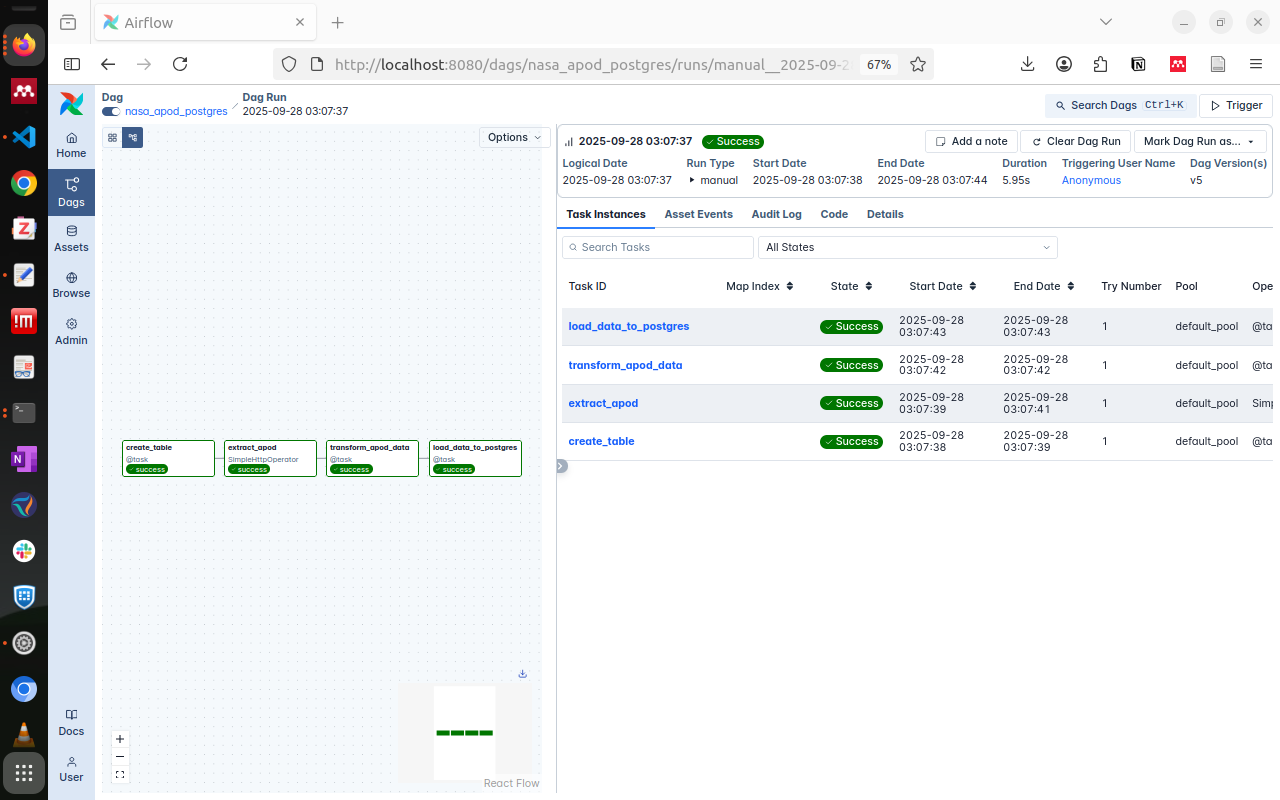 Airflow
http://localhost:8080/dags/nasa_apod_postgres/runs/manual__2025-09-2
67%
Dag
nasa_apod_postgres
Dag Run
2025-09-28 03:07:37
Search Dags Ctrl+K
Trigger
Home
Dags
Assets
Browse
Admin
Docs
User
Options
create_table
@task
success
extract_apod
SimpleHttpOperator
success
transform_apod_data
@task
success
load_data_to_postgres
@task
success
React Flow
2025-09-28 03:07:37 Success
Add a note
Clear Dag Run
Mark Dag Run as...
Logical Date Run Type Start Date End Date Duration Triggering User Name Dag Version(s)
2025-09-28 03:07:37 manual 2025-09-28 03:07:38 2025-09-28 03:07:44 5.95s Anonymous v5
Task Instances Asset Events Audit Log Code Details
Search Tasks
All States
Task ID Map Index State Start Date End Date Try Number Pool Ope
load_data_to_postgres Success 2025-09-28 03:07:43 2025-09-28 03:07:43 1 default_pool @ta
transform_apod_data Success 2025-09-28 03:07:42 2025-09-28 03:07:42 1 default_pool @ta
extract_apod Success 2025-09-28 03:07:39 2025-09-28 03:07:41 1 default_pool Simp
create_table Success 2025-09-28 03:07:38 2025-09-28 03:07:39 1 default_pool @ta